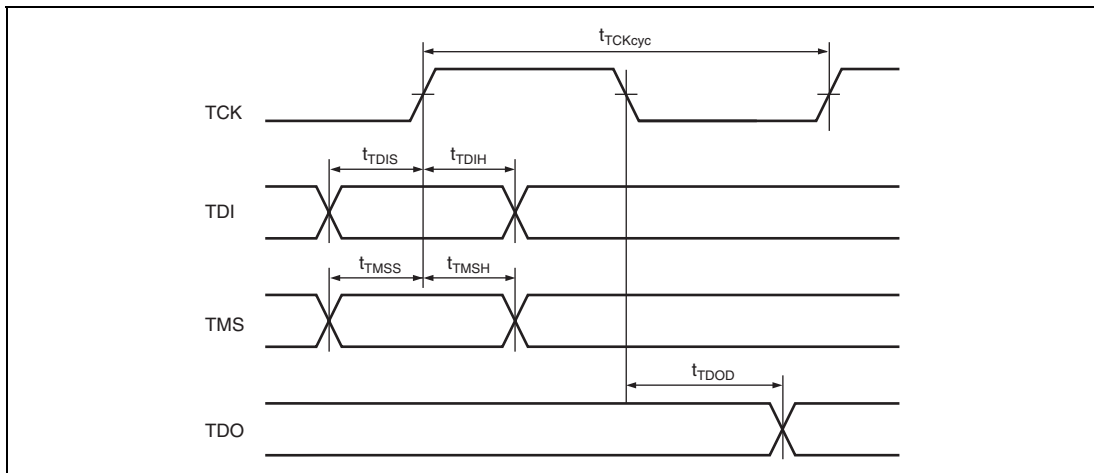 tTCKcyc
TCK
tTDIS
tTDIH
TDI
tTMSS
tTMSH
TMS
tTDOD
TDO